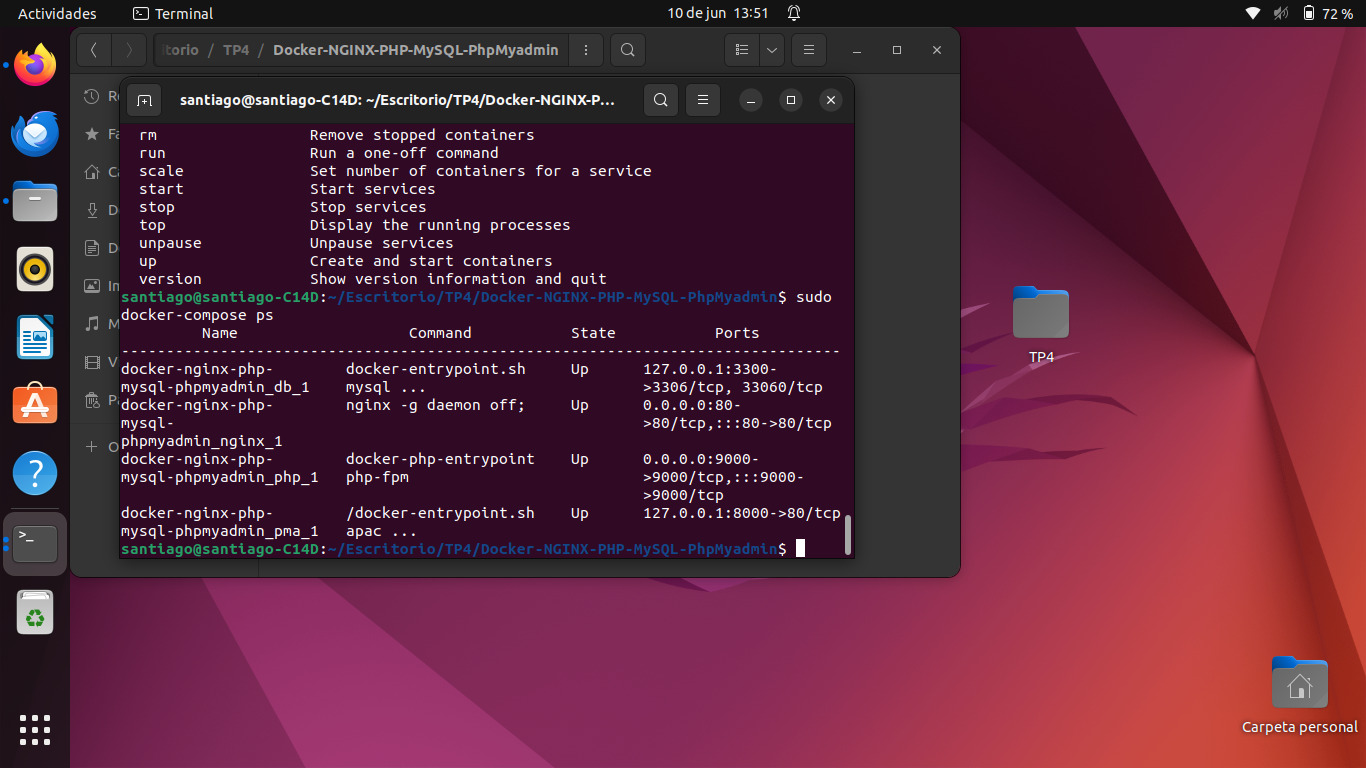 Actividades
Terminal
10 de jun 13:51
72 %
itorio / TP4 / Docker-NGINX-PHP-MySQL-PhpMyadmin
santiago@santiago-C14D: ~/Escritorio/TP4/Docker-NGINX-P...
rm Remove stopped containers
run Run a one-off command
scale Set number of containers for a service
start Start services
stop Stop services
top Display the running processes
unpause Unpause services
up Create and start containers
version Show version information and quit
santiago@santiago-C14D:~/Escritorio/TP4/Docker-NGINX-PHP-MySQL-PhpMyadmin$ sudo
docker-compose ps
Name Command State Ports
--------------------------------------------------------------------------------
docker-nginx-php- docker-entrypoint.sh Up 127.0.0.1:3300-
mysql-phpmyadmin_db_1 mysql ... >3306/tcp, 33060/tcp
docker-nginx-php- nginx -g daemon off; Up 0.0.0.0:80-
mysql- >80/tcp,:::80->80/tcp
phpmyadmin_nginx_1
docker-nginx-php- docker-php-entrypoint Up 0.0.0.0:9000-
mysql-phpmyadmin_php_1 php-fpm >9000/tcp,:::9000-
>9000/tcp
docker-nginx-php- /docker-entrypoint.sh Up 127.0.0.1:8000->80/tcp
mysql-phpmyadmin_pma_1 apac ...
santiago@santiago-C14D:~/Escritorio/TP4/Docker-NGINX-PHP-MySQL-PhpMyadmin$
TP4
Carpeta personal